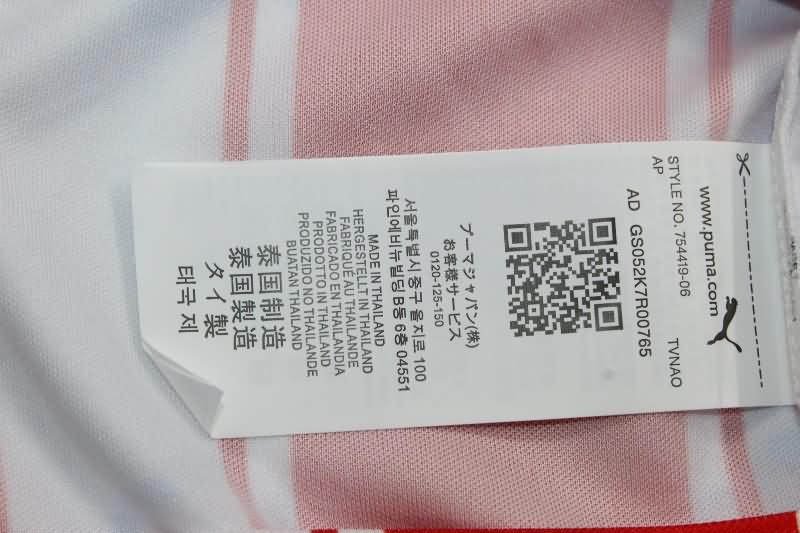 www.puma.com
STYLE NO. 754419-06 TVNAO
AP
AD GS052K7R00765
プーマジャパン(株)
お客様サービス
0120-125-150
서울특별시 중구 을지로 100
파인에비뉴빌딩 B동 6층 04551
MADE IN THAILAND
HERGESTELLT IN THAILAND
FABRIQUÉ AU THAILANDE
FABRICADO EN THAILANDIA
PRODOTTO IN THAILAND
PRODUZIDO NO THAILANDE
BUATAN THAILAND
泰国制造
泰国製造
タイ製
태국 제